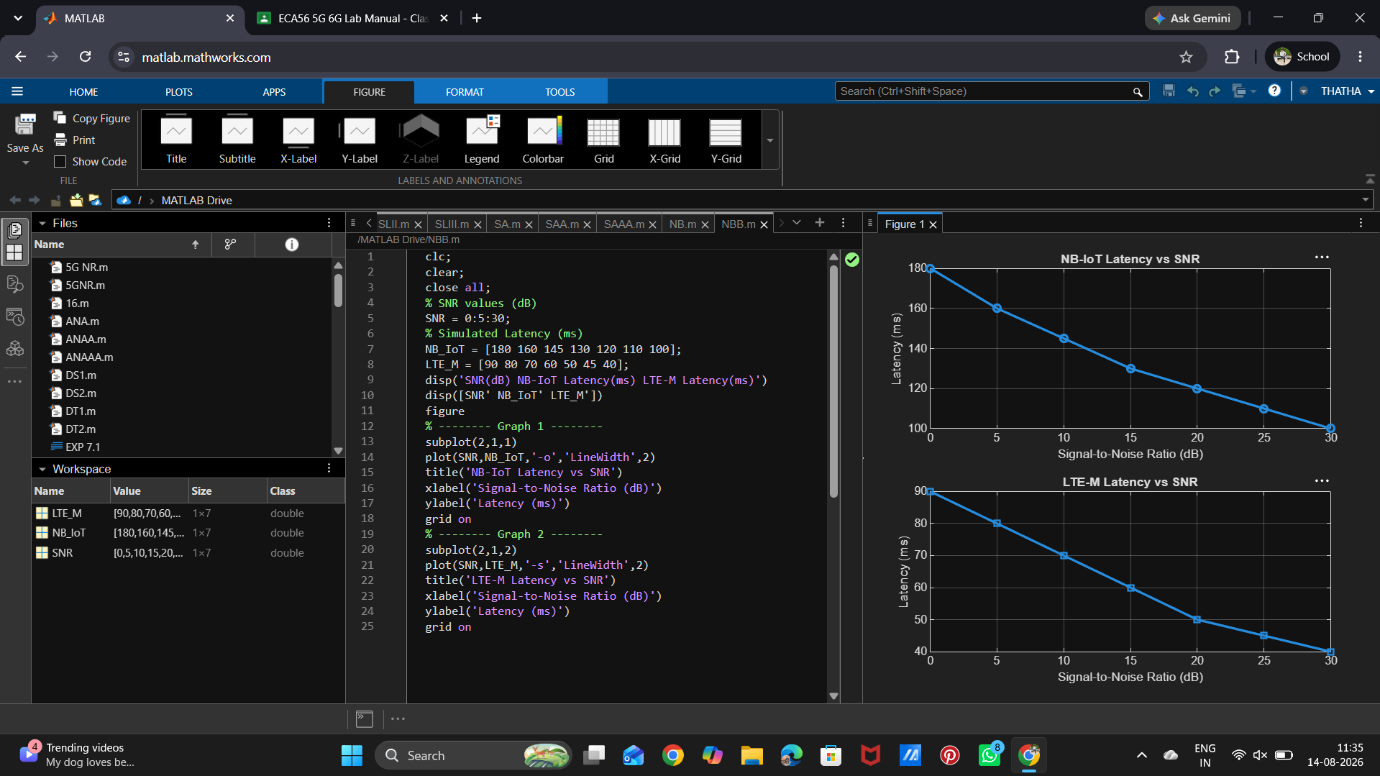 MATLAB
ECA56 5G 6G Lab Manual - Clas
Ask Gemini
matlab.mathworks.com
School
HOME PLOTS APPS FIGURE FORMAT TOOLS
Search (Ctrl+Shift+Space)
THATHA
Save As
Copy Figure
Print
Show Code
FILE
Title Subtitle X-Label Y-Label Z-Label Legend Colorbar Grid X-Grid Y-Grid
LABELS AND ANNOTATIONS
/ > MATLAB Drive
Files
Name
5G NR.m
5GNR.m
16.m
ANA.m
ANAA.m
ANAAA.m
DS1.m
DS2.m
DT1.m
DT2.m
EXP 7.1
Workspace
Name Value Size Class
LTE_M [90,80,70,60,... 1×7 double
NB_IoT [180,160,145,... 1×7 double
SNR [0,5,10,15,20,... 1×7 double
SLII.m SLIII.m SA.m SAA.m SAAA.m NB.m NBB.m
/MATLAB Drive/NBB.m
1 clc;
2 clear;
3 close all;
4 % SNR values (dB)
5 SNR = 0:5:30;
6 % Simulated Latency (ms)
7 NB_IoT = [180 160 145 130 120 110 100];
8 LTE_M = [90 80 70 60 50 45 40];
9 disp('SNR(dB) NB-IoT Latency(ms) LTE-M Latency(ms)')
10 disp([SNR' NB_IoT' LTE_M'])
11 figure
12 % -------- Graph 1 --------
13 subplot(2,1,1)
14 plot(SNR,NB_IoT,'-o','LineWidth',2)
15 title('NB-IoT Latency vs SNR')
16 xlabel('Signal-to-Noise Ratio (dB)')
17 ylabel('Latency (ms)')
18 grid on
19 % -------- Graph 2 --------
20 subplot(2,1,2)
21 plot(SNR,LTE_M,'-s','LineWidth',2)
22 title('LTE-M Latency vs SNR')
23 xlabel('Signal-to-Noise Ratio (dB)')
24 ylabel('Latency (ms)')
25 grid on
Figure 1
NB-IoT Latency vs SNR
180
160
140
120
100
Latency (ms)
0 5 10 15 20 25 30
Signal-to-Noise Ratio (dB)
LTE-M Latency vs SNR
90
80
70
60
50
40
Latency (ms)
0 5 10 15 20 25 30
Signal-to-Noise Ratio (dB)
4
Trending videos
My dog loves be...
Search
8
ENG
IN
11:35
14-08-2026